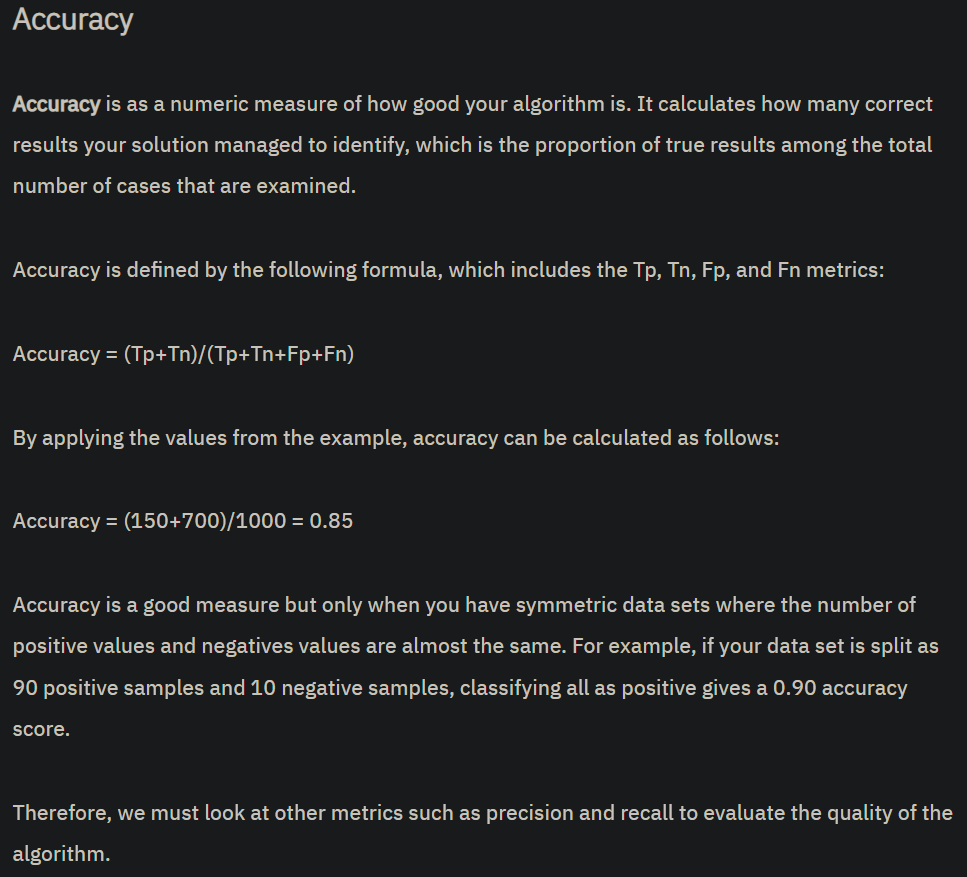 Accuracy
Accuracy is as a numeric measure of how good your algorithm is. It calculates how many correct
results your solution managed to identify, which is the proportion of true results among the total
number of cases that are examined.
Accuracy is defined by the following formula, which includes the Tp, Tn, Fp, and Fn metrics:
Accuracy = (Tp+Tn)/(Tp+Tn+Fp+Fn)
By applying the values from the example, accuracy can be calculated as follows:
Accuracy = (150+700)/1000 = 0.85
Accuracy is a good measure but only when you have symmetric data sets where the number of
positive values and negatives values are almost the same. For example, if your data set is split as
90 positive samples and 10 negative samples, classifying all as positive gives a 0.90 accuracy
score.
Therefore, we must look at other metrics such as precision and recall to evaluate the quality of the
algorithm.